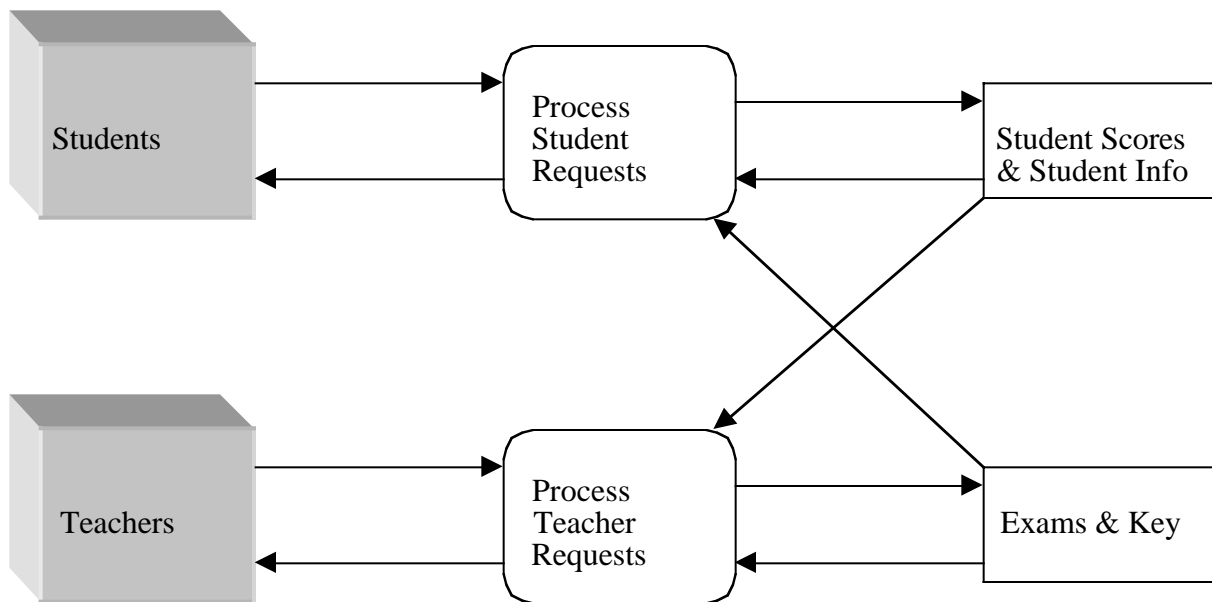 Students
Process
Student
Requests
Student Scores
& Student Info
Teachers
Process
Teacher
Requests
Exams & Key